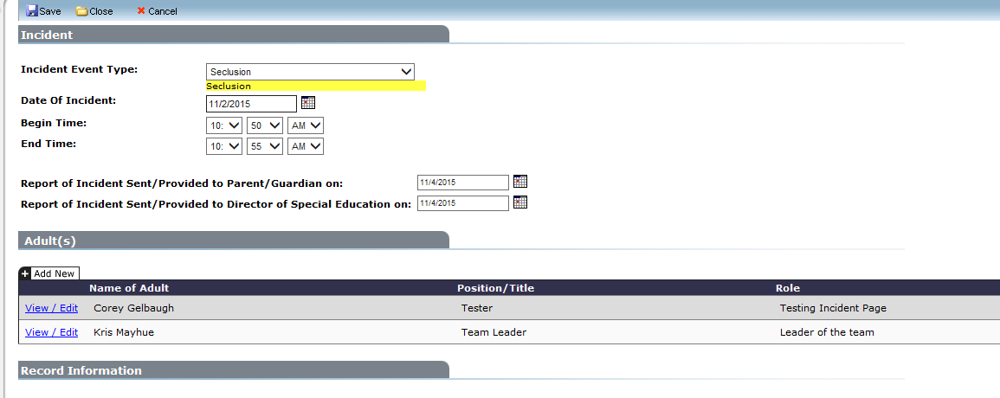 Save Close Cancel
Incident
Incident Event Type: Seclusion
Seclusion
Date Of Incident: 11/2/2015
Begin Time: 10: 50 AM
End Time: 10: 55 AM
Report of Incident Sent/Provided to Parent/Guardian on: 11/4/2015
Report of Incident Sent/Provided to Director of Special Education on: 11/4/2015
Adult(s)
+ Add New
Name of Adult Position/Title Role
View / Edit Corey Gelbaugh Tester Testing Incident Page
View / Edit Kris Mayhue Team Leader Leader of the team
Record Information